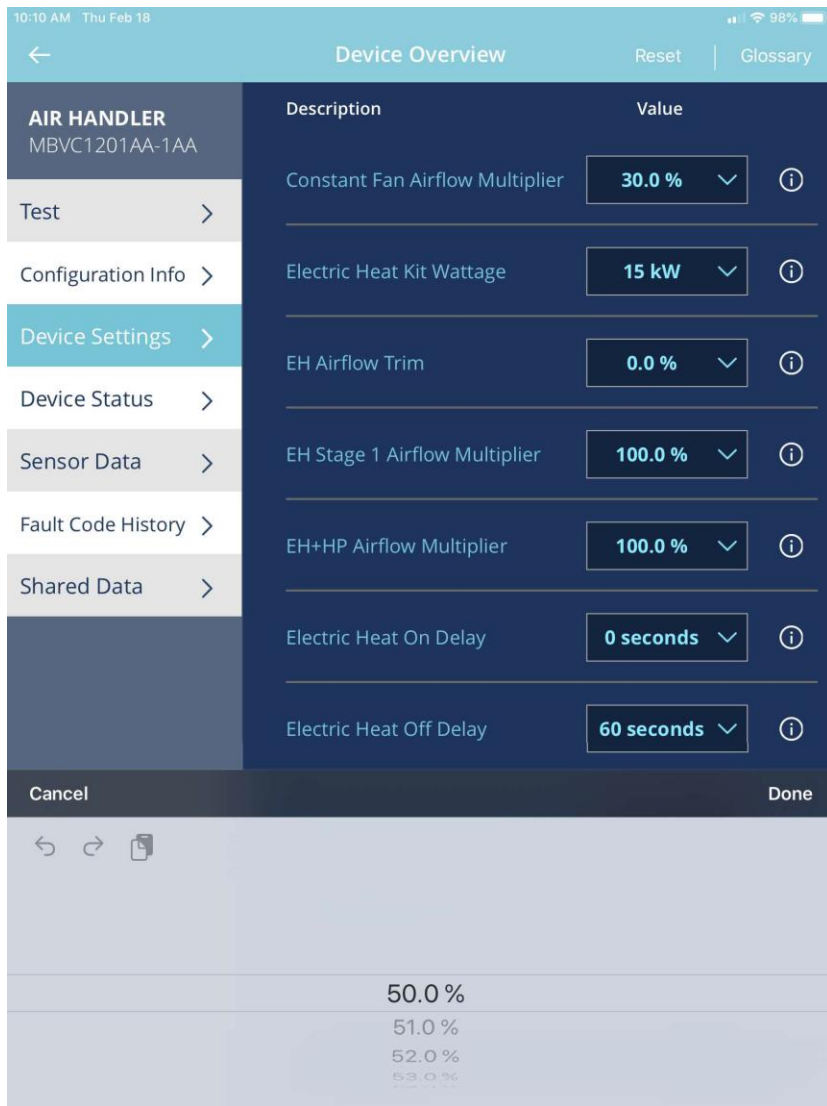 10:10 AM Thu Feb 18
98%
Device Overview
Reset
Glossary
AIR HANDLER
MBVC1201AA-1AA
Test
Configuration Info
Device Settings
Device Status
Sensor Data
Fault Code History
Shared Data
Description Value
Constant Fan Airflow Multiplier 30.0 %
Electric Heat Kit Wattage 15 kW
EH Airflow Trim 0.0 %
EH Stage 1 Airflow Multiplier 100.0 %
EH+HP Airflow Multiplier 100.0 %
Electric Heat On Delay 0 seconds
Electric Heat Off Delay 60 seconds
Cancel Done
50.0 %
51.0 %
52.0 %
53.0 %